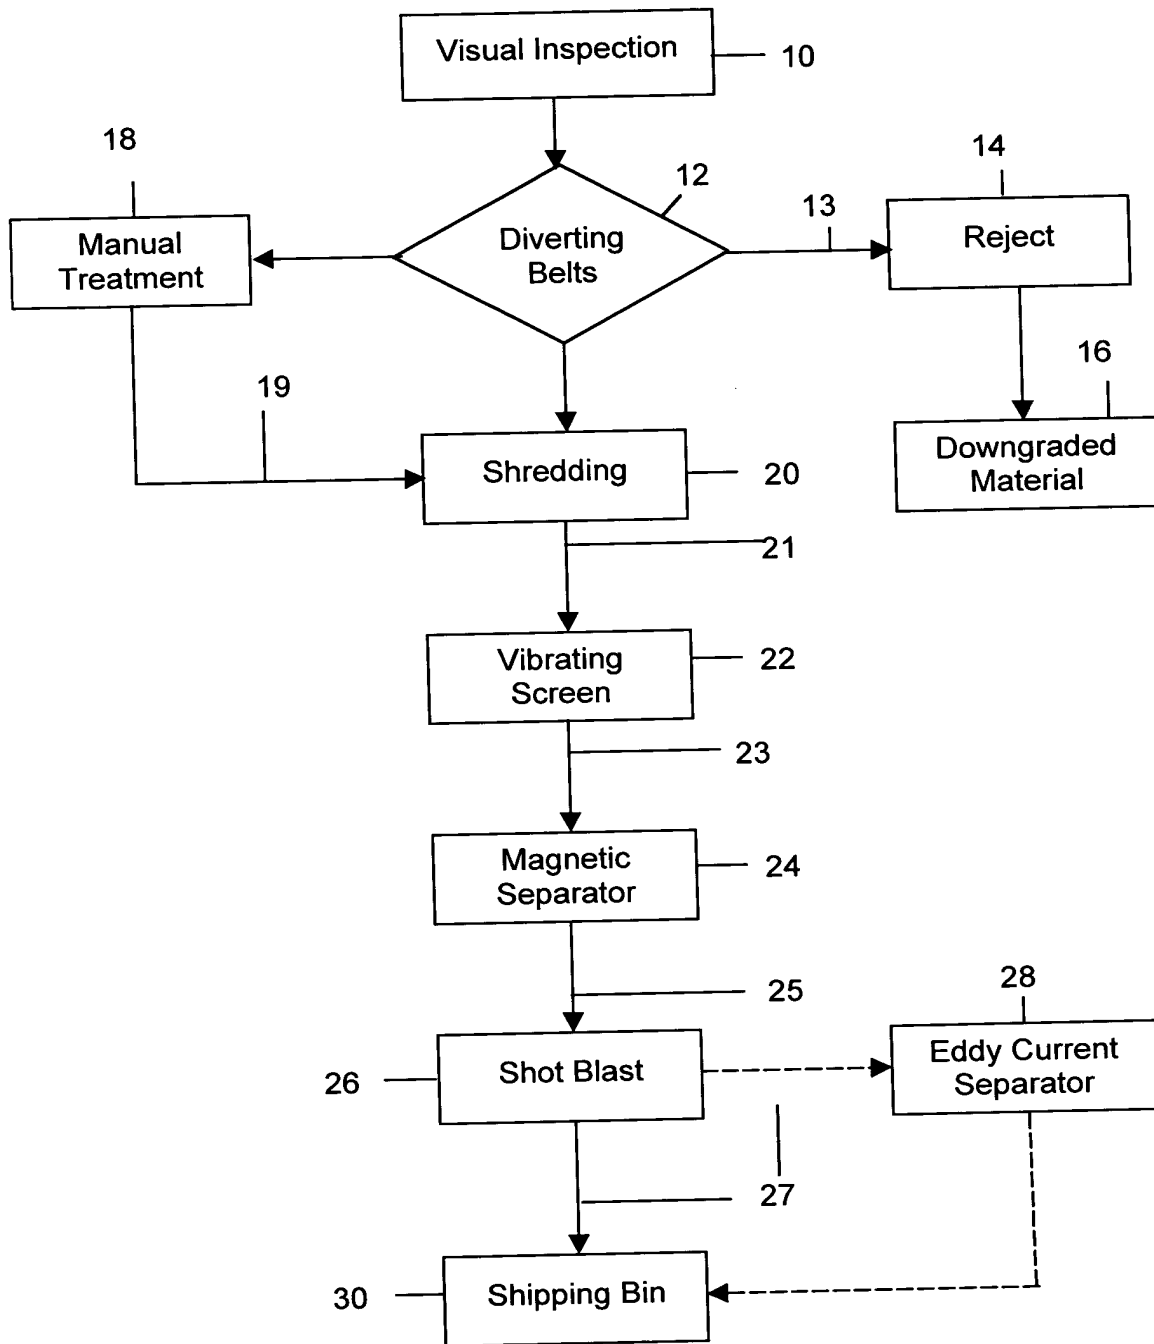 Visual Inspection
10
18
12
14
13
Manual
Treatment
Diverting
Belts
Reject
19
16
Shredding
20
Downgraded
Material
21
Vibrating
Screen
22
23
Magnetic
Separator
24
25
28
26
Shot Blast
Eddy Current
Separator
27
30
Shipping Bin